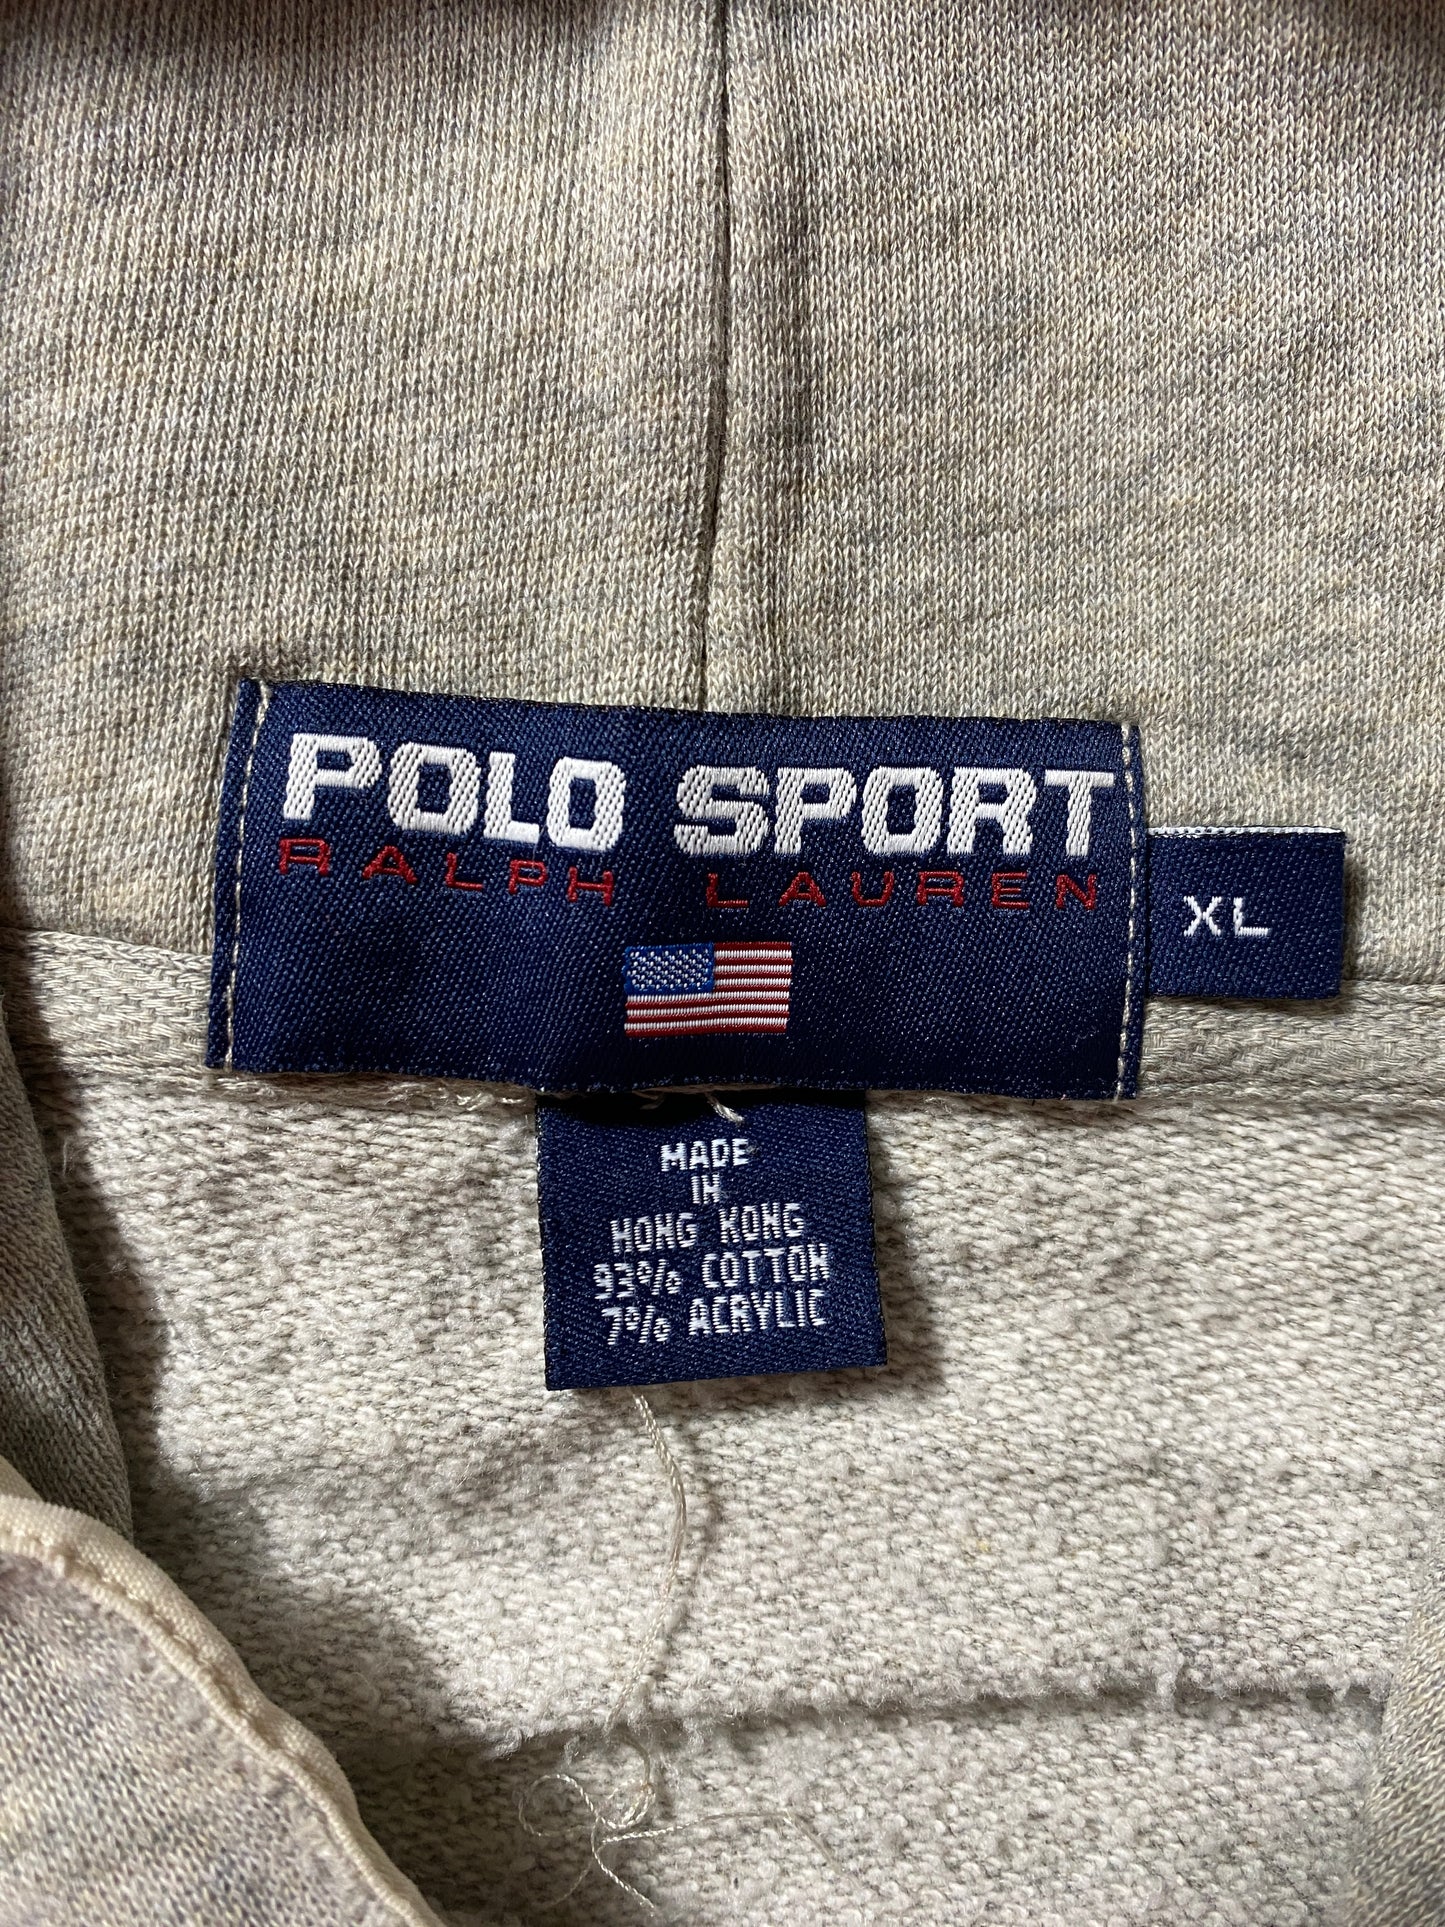 POLO SPORT
RALPH LAUREN
XL
MADE
IN
HONG KONG
93% COTTON
7% ACRYLIC